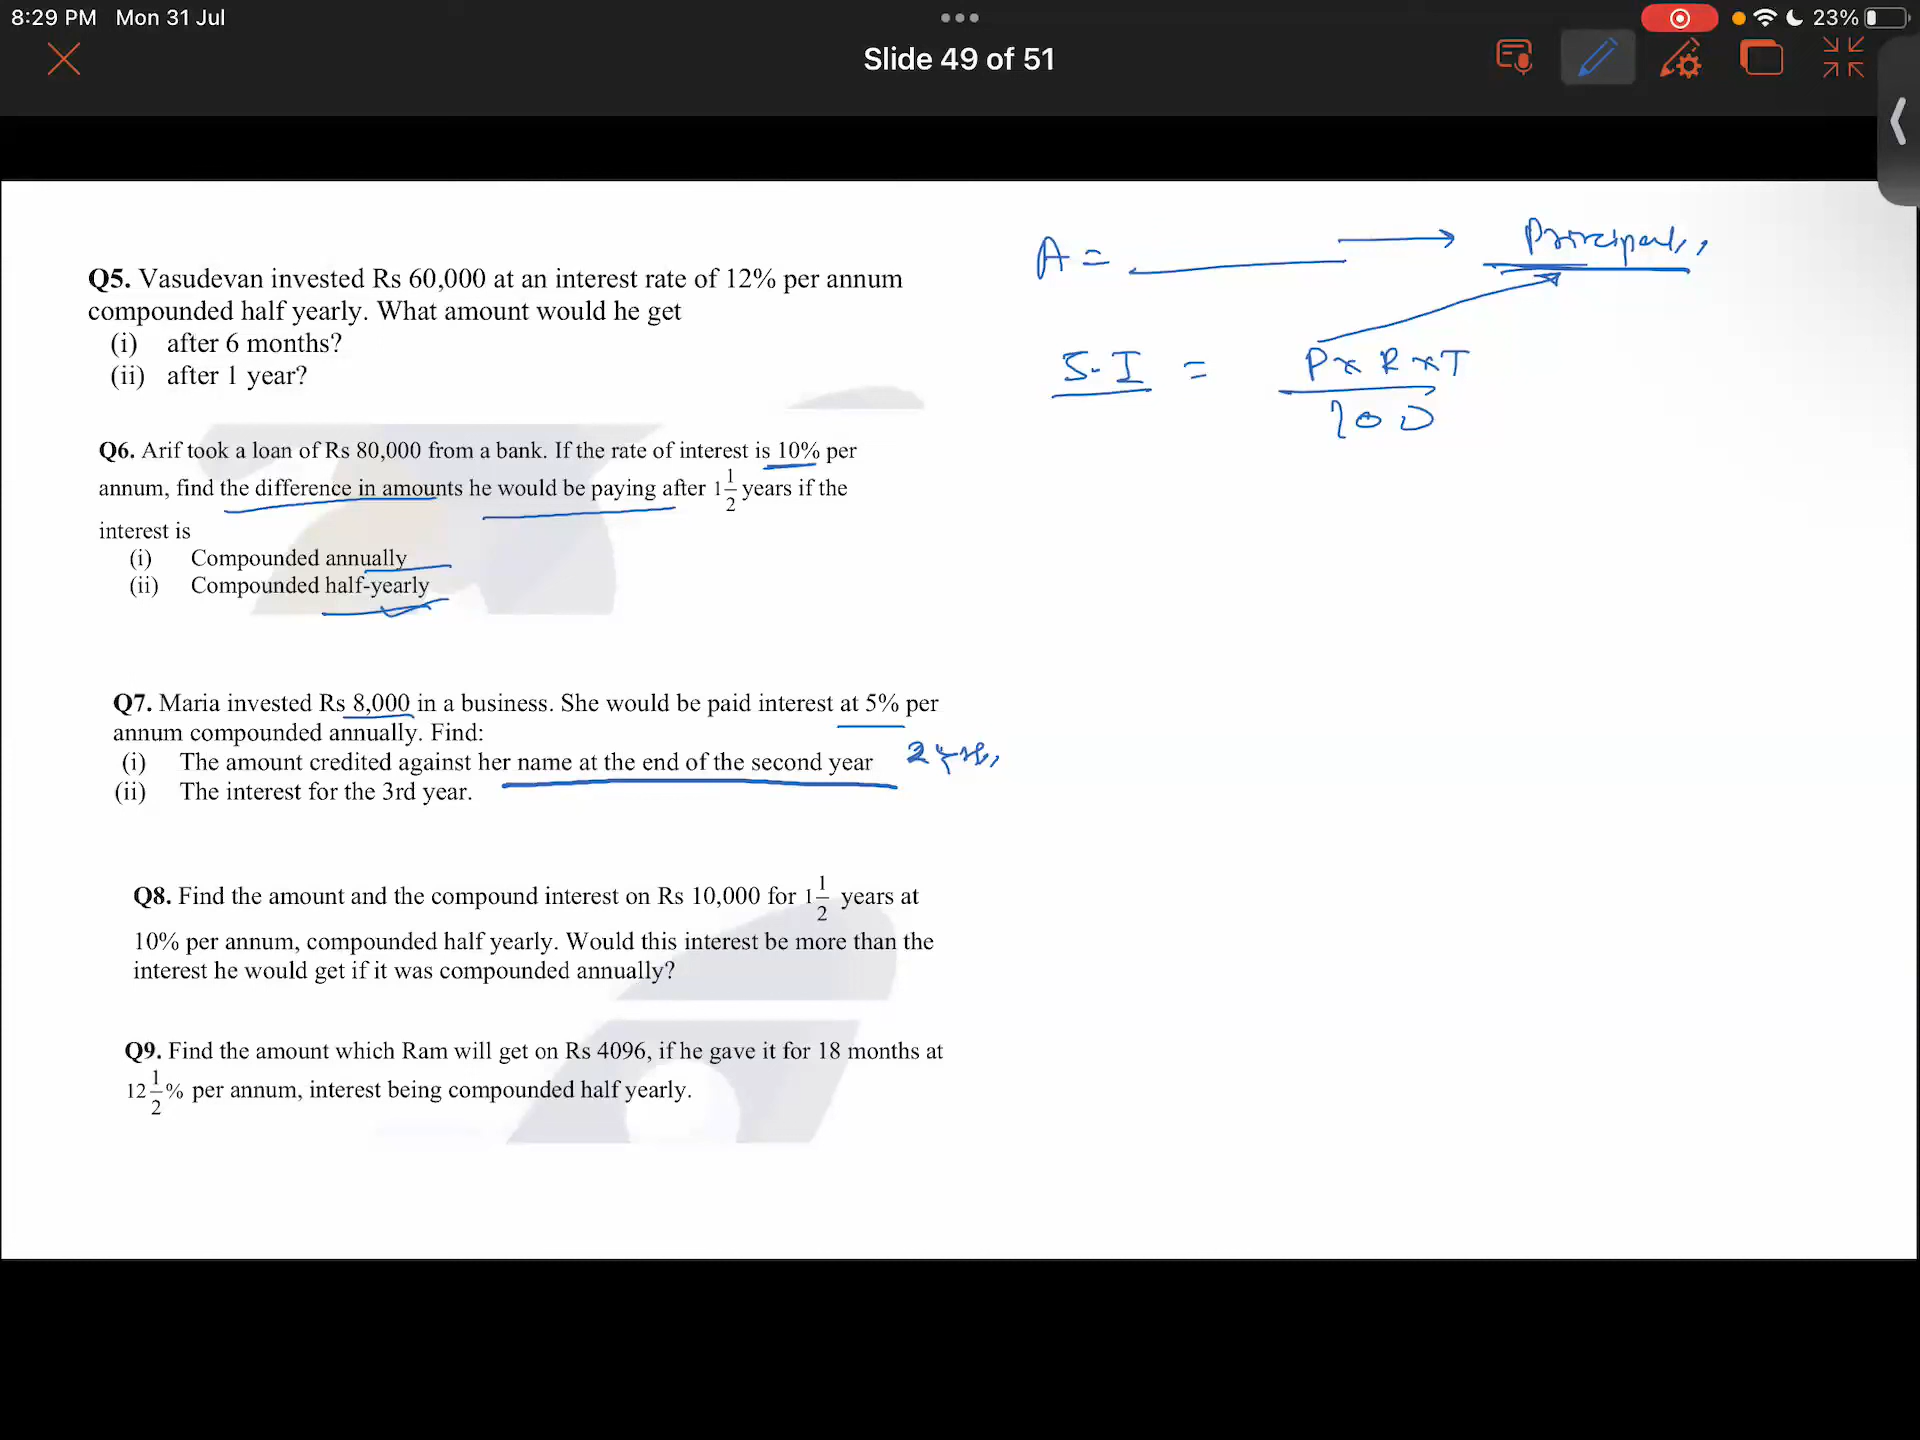 8:29 PM Mon 31 Jul
23%
Slide 49 of 51
Q5. Vasudevan invested Rs 60,000 at an interest rate of 12% per annum
compounded half yearly. What amount would he get
(i) after 6 months?
(ii) after 1 year?
Q6. Arif took a loan of Rs 80,000 from a bank. If the rate of interest is 10% per
annum, find the difference in amounts he would be paying after 1 1/2 years if the
interest is
(i) Compounded annually
(ii) Compounded half-yearly
Q7. Maria invested Rs 8,000 in a business. She would be paid interest at 5% per
annum compounded annually. Find:
(i) The amount credited against her name at the end of the second year
2 yrs,
(ii) The interest for the 3rd year.
Q8. Find the amount and the compound interest on Rs 10,000 for 1 1/2 years at
10% per annum, compounded half yearly. Would this interest be more than the
interest he would get if it was compounded annually?
Q9. Find the amount which Ram will get on Rs 4096, if he gave it for 18 months at
12 1/2 % per annum, interest being compounded half yearly.
A = ⟶ Principal,,
S.I = P x R x T
100